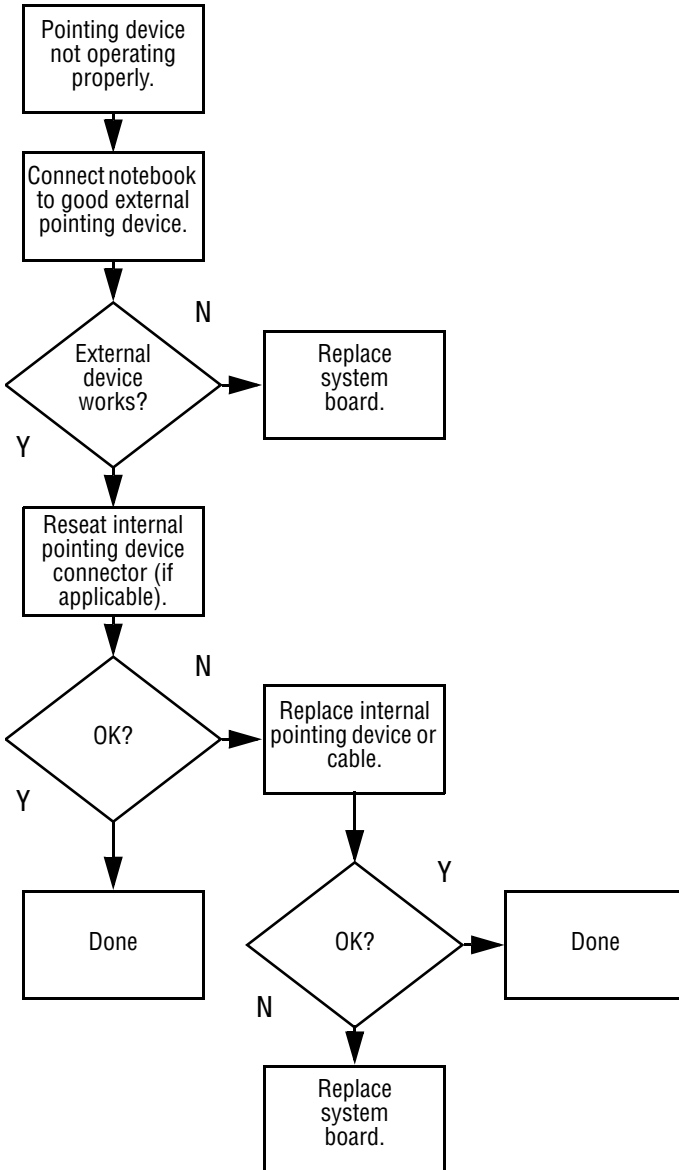 Pointing device
not operating
properly.
Connect notebook
to good external
pointing device.
N
External
device
works?
Replace
system
board.
Y
Reseat internal
pointing device
connector (if
applicable).
N
OK?
Replace internal
pointing device or
cable.
Y
Done
Y
OK?
Done
N
Replace
system
board.